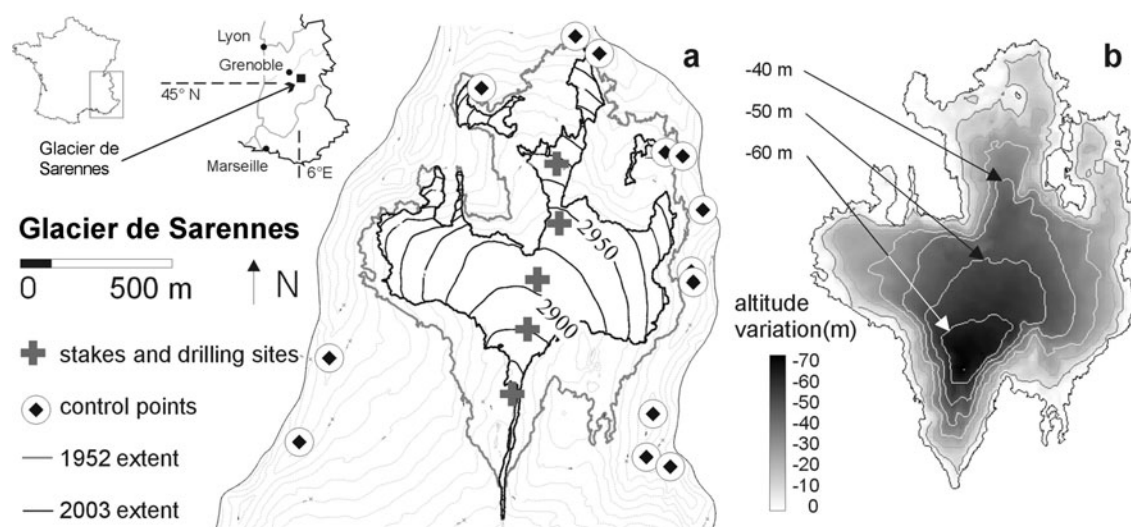 Lyon
Grenoble
45° N
Glacier de
Sarennes
Marseille
6°E
Glacier de Sarennes
0 500 m
N
stakes and drilling sites
control points
1952 extent
2003 extent
a
2950
2900
b
-40 m
-50 m
-60 m
altitude
variation(m)
-70
-60
-50
-40
-30
-20
-10
0